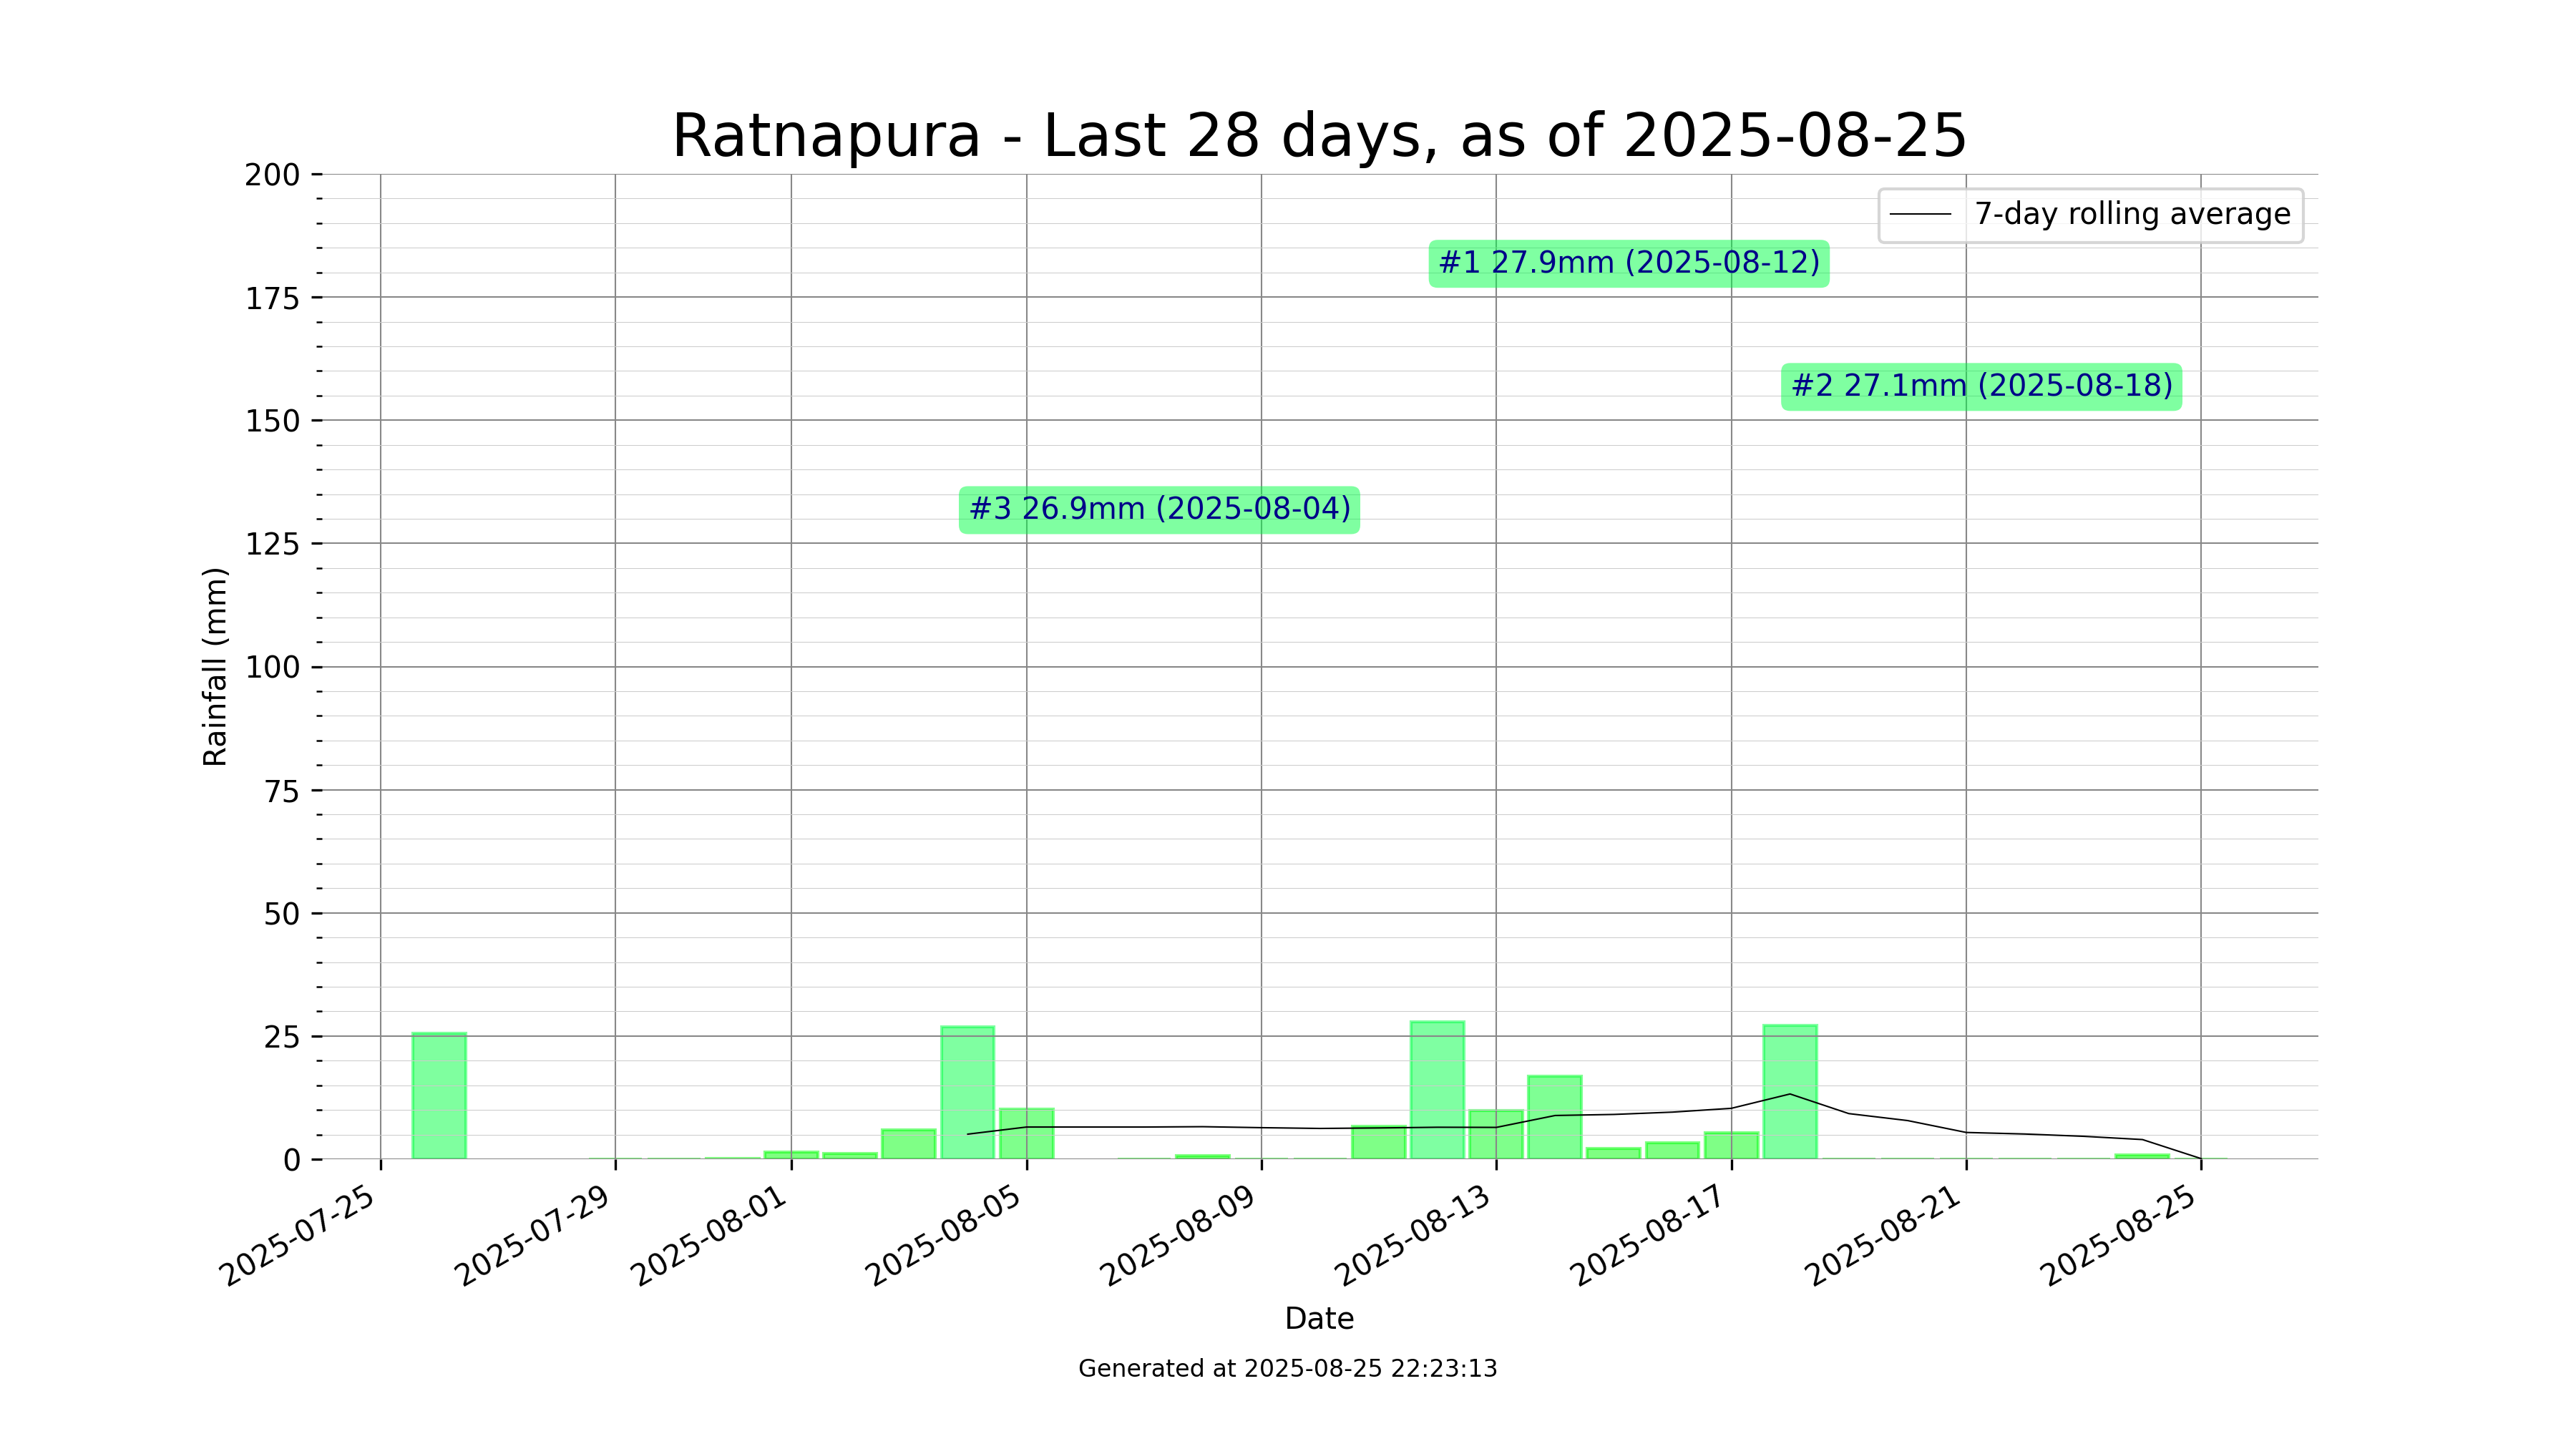 Ratnapura - Last 28 days, as of 2025-08-25
200
175
150
125
100
75
50
25
0
Rainfall (mm)
7-day rolling average
#1 27.9mm (2025-08-12)
#2 27.1mm (2025-08-18)
#3 26.9mm (2025-08-04)
2025-07-25
2025-07-29
2025-08-01
2025-08-05
2025-08-09
2025-08-13
2025-08-17
2025-08-21
2025-08-25
Date
Generated at 2025-08-25 22:23:13